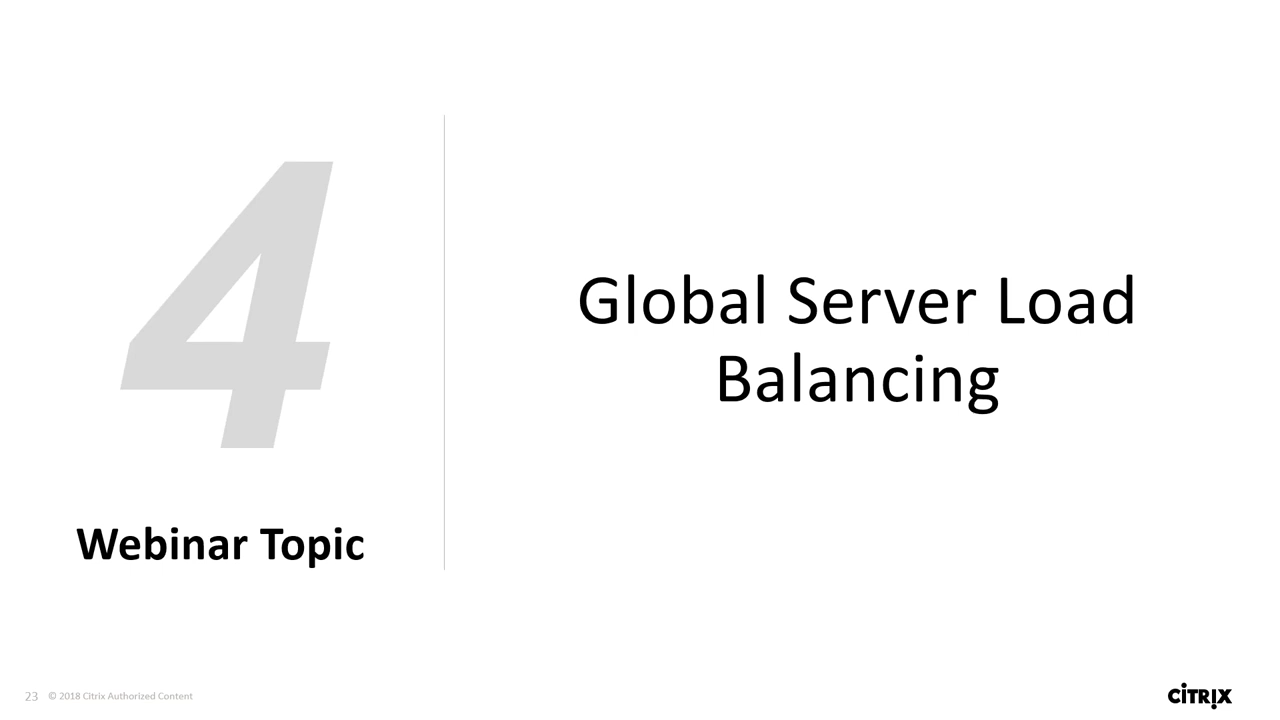 4
Webinar Topic
Global Server Load
Balancing
23 © 2018 Citrix Authorized Content
CITRIX